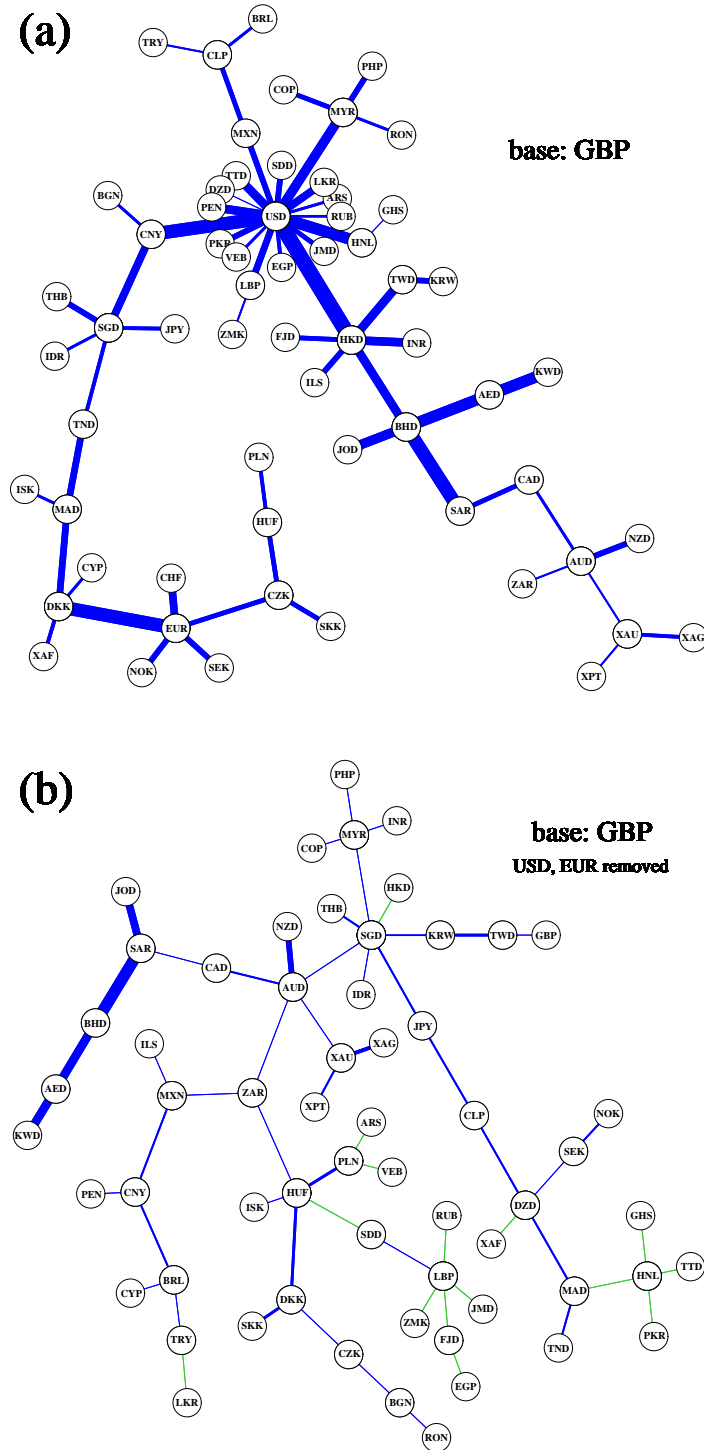 (a)
BRL
TRY
CLP
PHP
COP
MYR
RON
MXN
base: GBP
SDD
TTD
LKR
DZD
ARS
BGN
PEN
USD
RUB
GHS
CNY
PKR
HNL
VEB
JMD
EGP
LBP
TWD
KRW
THB
ZMK
SGD
JPY
FJD
HKD
INR
IDR
ILS
KWD
AED
TND
BHD
JOD
PLN
CAD
ISK
MAD
SAR
HUF
NZD
CYP
AUD
CHF
ZAR
DKK
CZK
EUR
SKK
XAU
XAG
XAF
NOK
SEK
XPT
(b)
PHP
INR
MYR
base: GBP
COP
USD, EUR removed
HKD
JOD
THB
NZD
SGD
KRW
TWD
GBP
SAR
CAD
AUD
IDR
BHD
JPY
ILS
XAG
XAU
AED
MXN
ZAR
XPT
CLP
NOK
KWD
ARS
SEK
PLN
VEB
PEN
CNY
HUF
ISK
DZD
RUB
GHS
SDD
XAF
TTD
BRL
LBP
HNL
CYP
MAD
DKK
JMD
SKK
ZMK
PKR
TRY
FJD
TND
CZK
EGP
LKR
BGN
RON